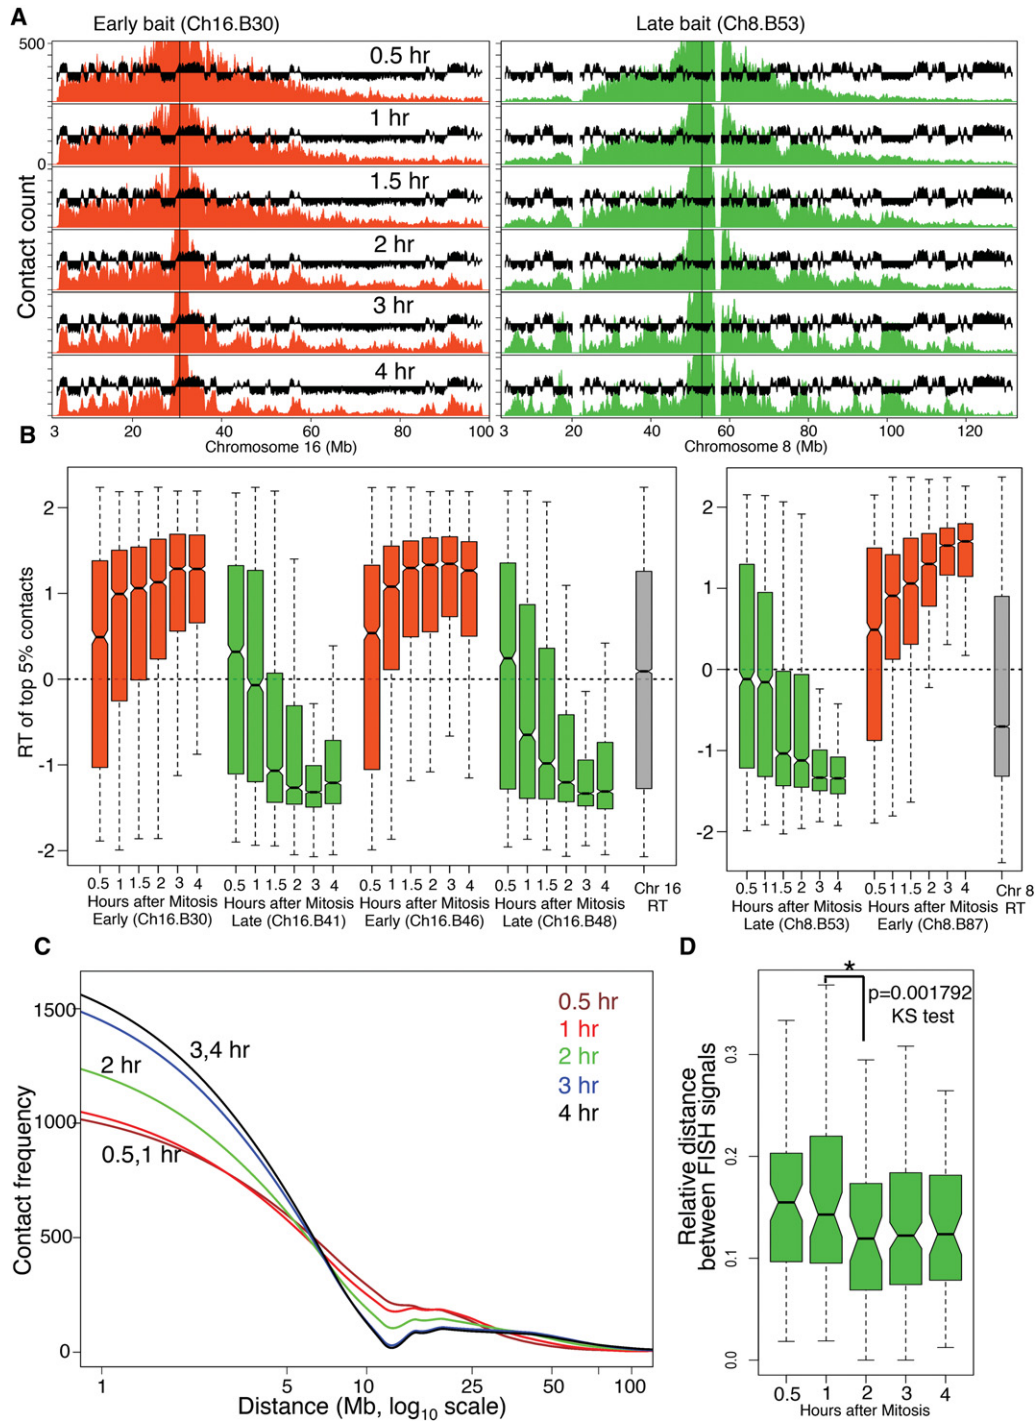 A
Early bait (Ch16.B30)
Late bait (Ch8.B53)
500
0
Contact count
0.5 hr
1 hr
1.5 hr
2 hr
3 hr
4 hr
3 20 40 60 80 100
Chromosome 16 (Mb)
3 20 40 60 80 100 120
Chromosome 8 (Mb)
B
RT of top 5% contacts
2
1
0
-1
-2
0.5 1 1.5 2 3 4
Hours after Mitosis
Early (Ch16.B30)
0.5 1 1.5 2 3 4
Hours after Mitosis
Late (Ch16.B41)
0.5 1 1.5 2 3 4
Hours after Mitosis
Early (Ch16.B46)
0.5 1 1.5 2 3 4
Hours after Mitosis
Late (Ch16.B48)
Chr 16
RT
2
1
0
-1
-2
0.5 1 1.5 2 3 4
Hours after Mitosis
Late (Ch8.B53)
0.5 1 1.5 2 3 4
Hours after Mitosis
Early (Ch8.B87)
Chr 8
RT
C
Contact frequency
1500
1000
500
0
3,4 hr
2 hr
0.5,1 hr
0.5 hr
1 hr
2 hr
3 hr
4 hr
1 5 25 50 100
Distance (Mb, log10 scale)
D
Relative distance
between FISH signals
0.3
0.2
0.1
0.0
*
p=0.001792
KS test
0.5 1 2 3 4
Hours after Mitosis